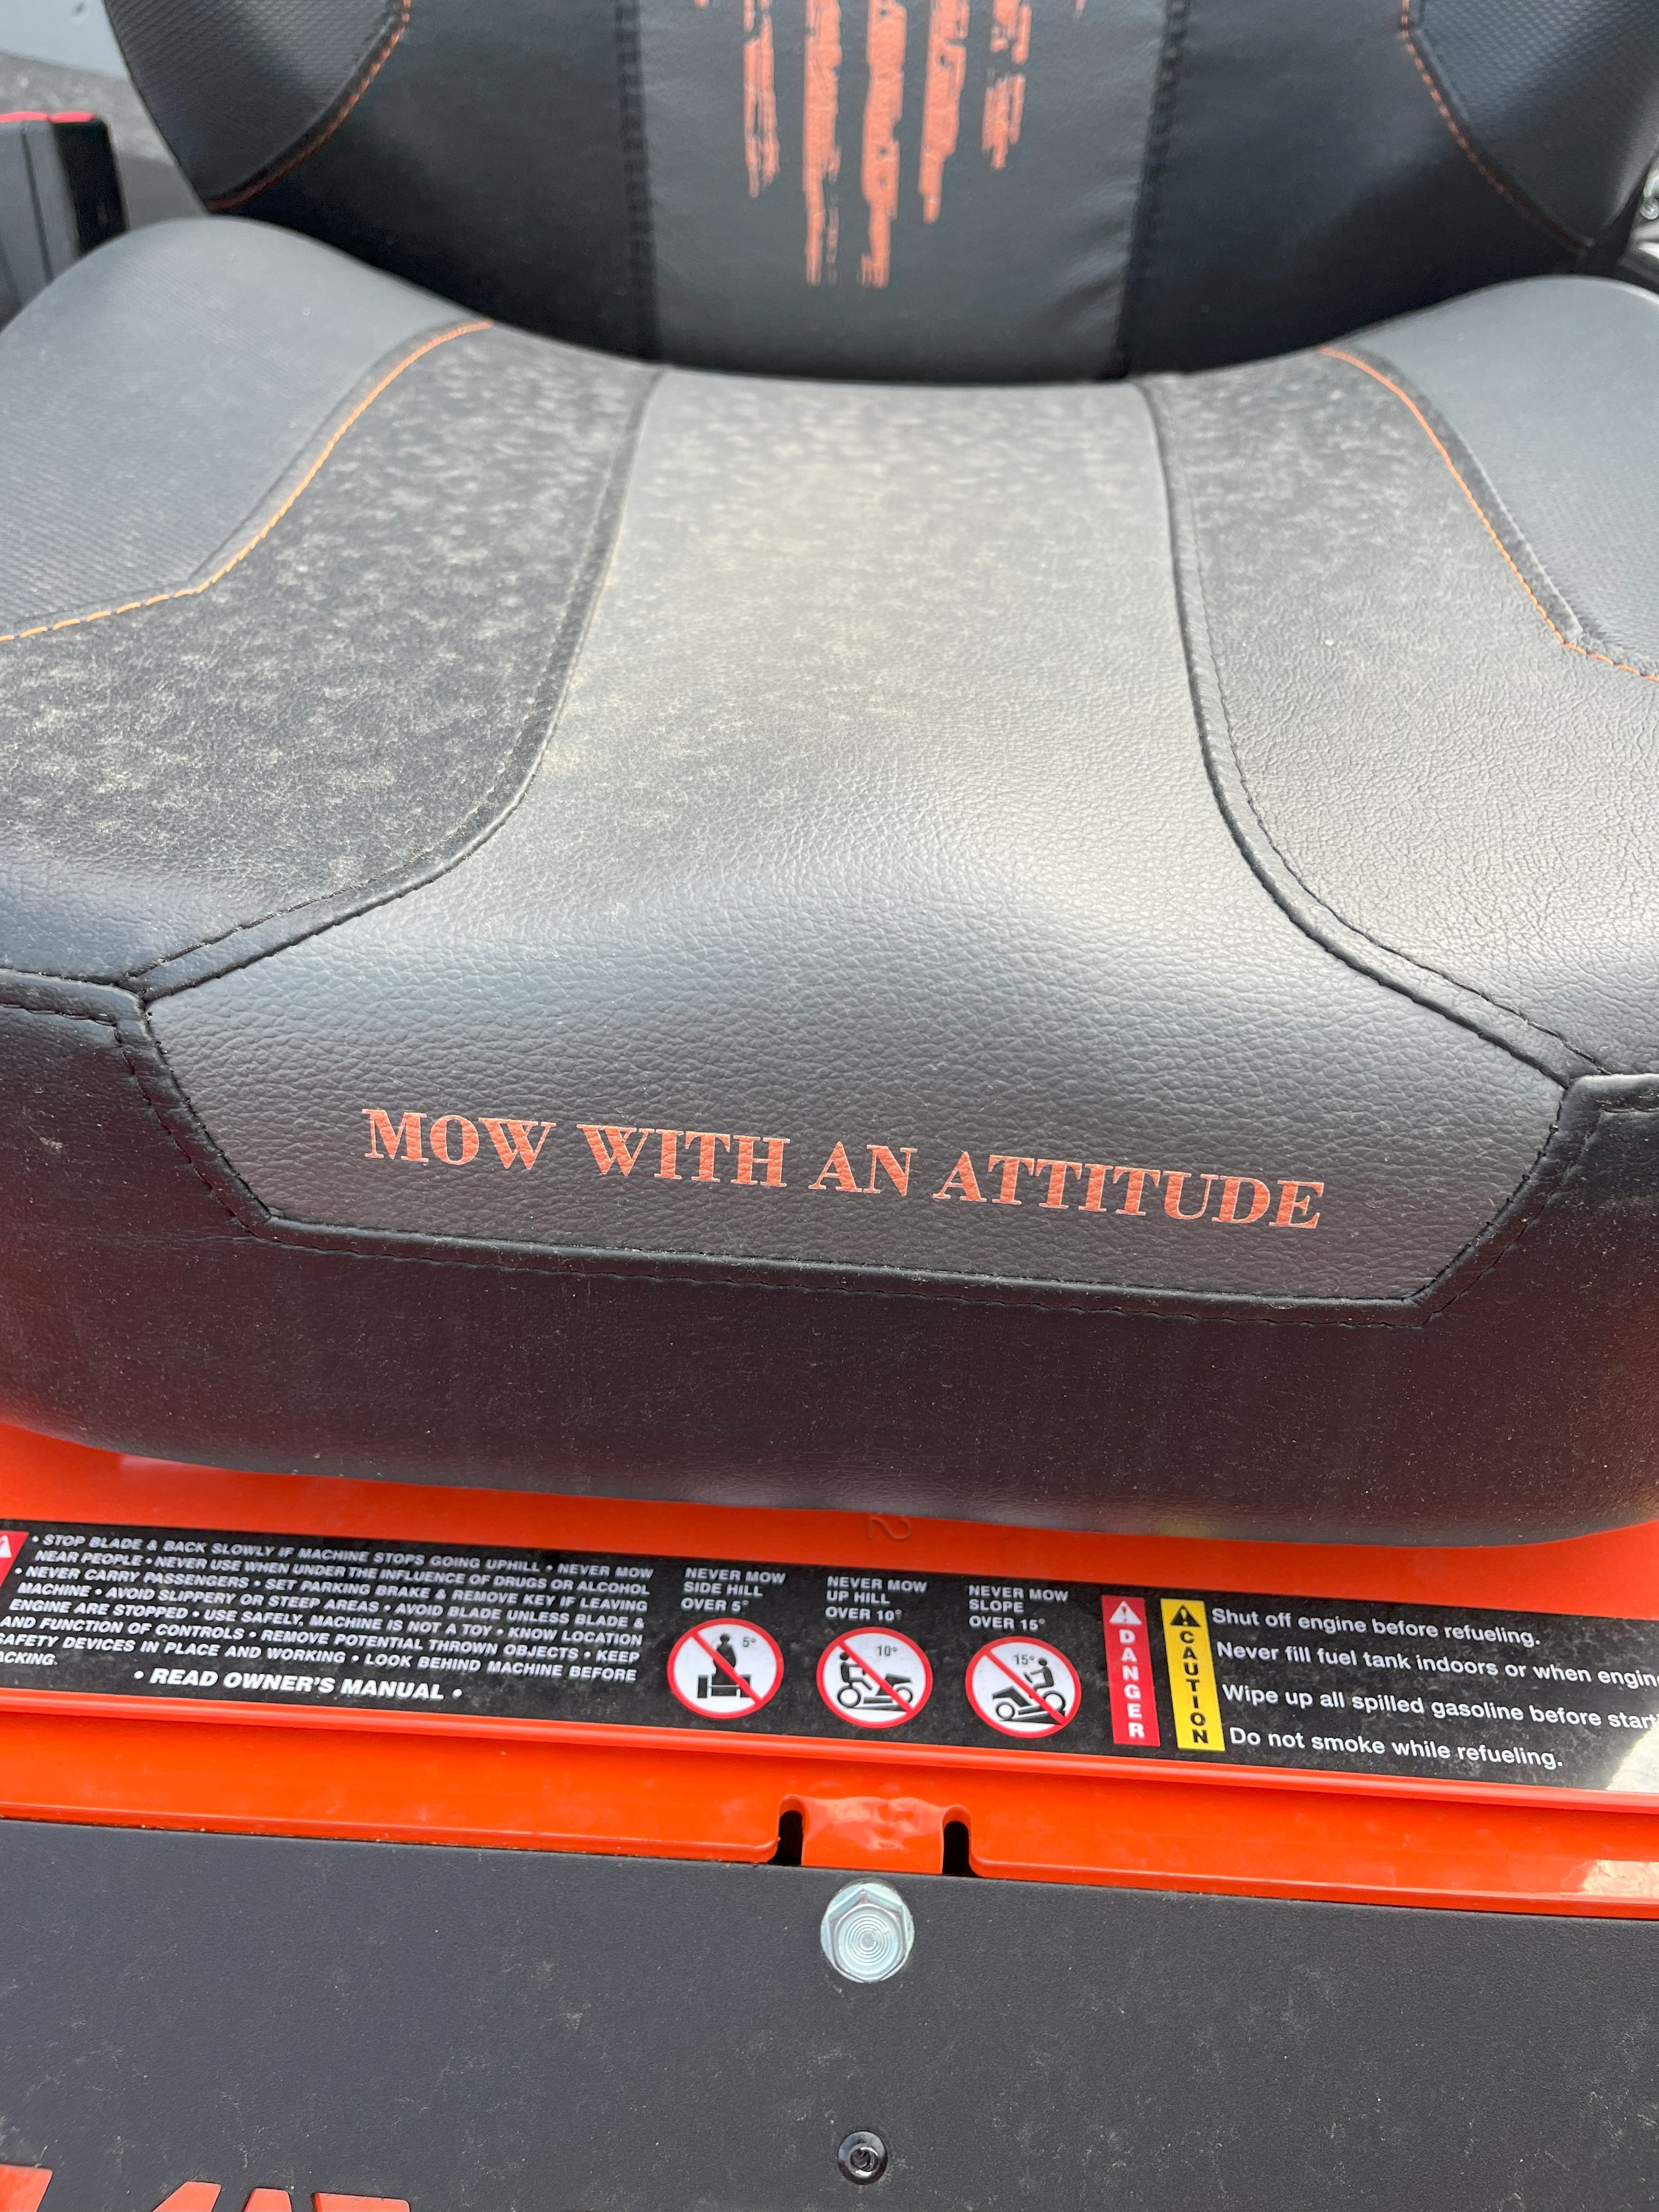 MOW WITH AN ATTITUDE
• STOP BLADE & BACK SLOWLY IF MACHINE STOPS GOING UPHILL • NEVER MOW
NEAR PEOPLE • NEVER USE WHEN UNDER THE INFLUENCE OF DRUGS OR ALCOHOL
• NEVER CARRY PASSENGERS • SET PARKING BRAKE & REMOVE KEY IF LEAVING
MACHINE • AVOID SLIPPERY OR STEEP AREAS • AVOID BLADE UNLESS BLADE &
ENGINE ARE STOPPED • USE SAFELY, MACHINE IS NOT A TOY • KNOW LOCATION
AND FUNCTION OF CONTROLS • REMOVE POTENTIAL THROWN OBJECTS • KEEP
SAFETY DEVICES IN PLACE AND WORKING • LOOK BEHIND MACHINE BEFORE
ACKING.
• READ OWNER'S MANUAL •
NEVER MOW
SIDE HILL
OVER 5°
5°
NEVER MOW
UP HILL
OVER 10°
10°
NEVER MOW
SLOPE
OVER 15°
15°
DANGER
CAUTION
Shut off engine before refueling.
Never fill fuel tank indoors or when engine
Wipe up all spilled gasoline before starti
Do not smoke while refueling.